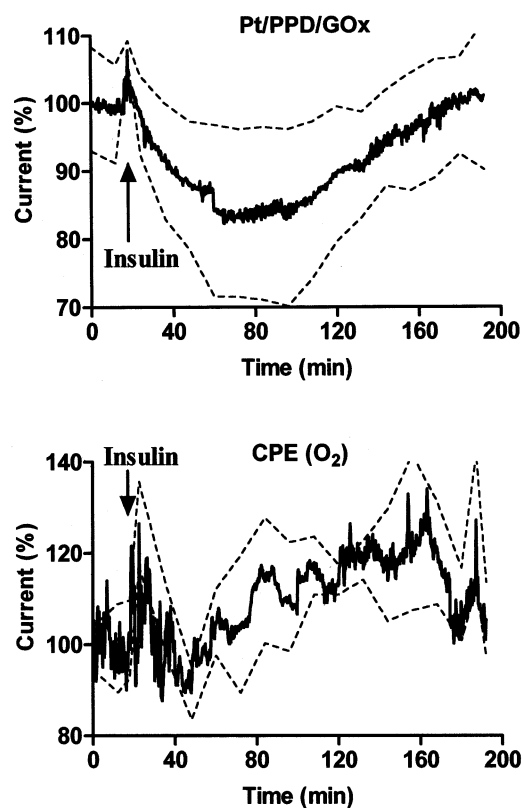 Pt/PPD/GOx
110
100
90
80
70
Current (%)
Insulin
0 40 80 120 160 200
Time (min)
CPE (O₂)
Insulin
140
120
100
80
Current (%)
0 40 80 120 160 200
Time (min)